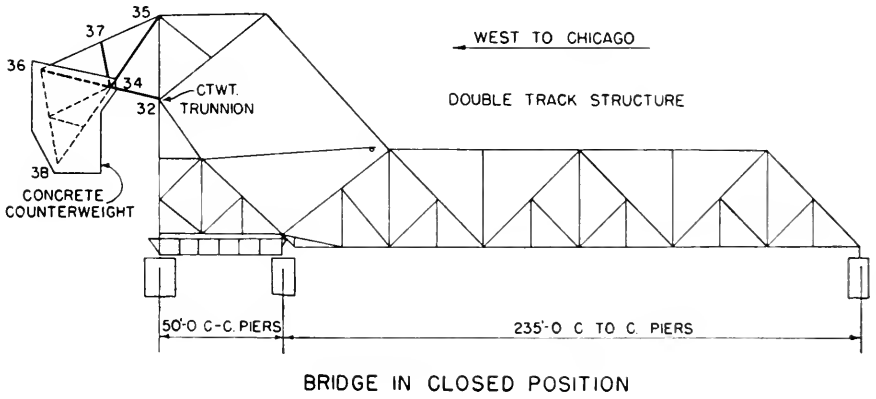 35
37
36
34
32
CTWT.
TRUNNION
38
CONCRETE
COUNTERWEIGHT
WEST TO CHICAGO
DOUBLE TRACK STRUCTURE
50'-0 C-C. PIERS
235'-0 C TO C. PIERS
BRIDGE IN CLOSED POSITION